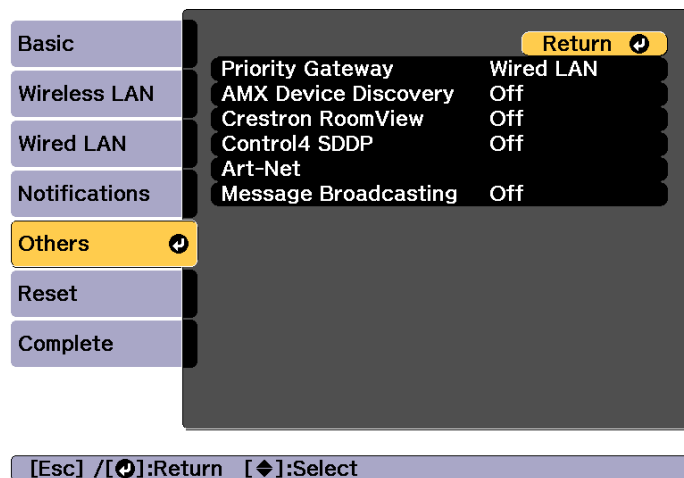 Basic
Wireless LAN
Wired LAN
Notifications
Others
Reset
Complete
Return
Priority Gateway Wired LAN
AMX Device Discovery Off
Crestron RoomView Off
Control4 SDDP Off
Art-Net
Message Broadcasting Off
[Esc] /[↵]:Return [◆]:Select